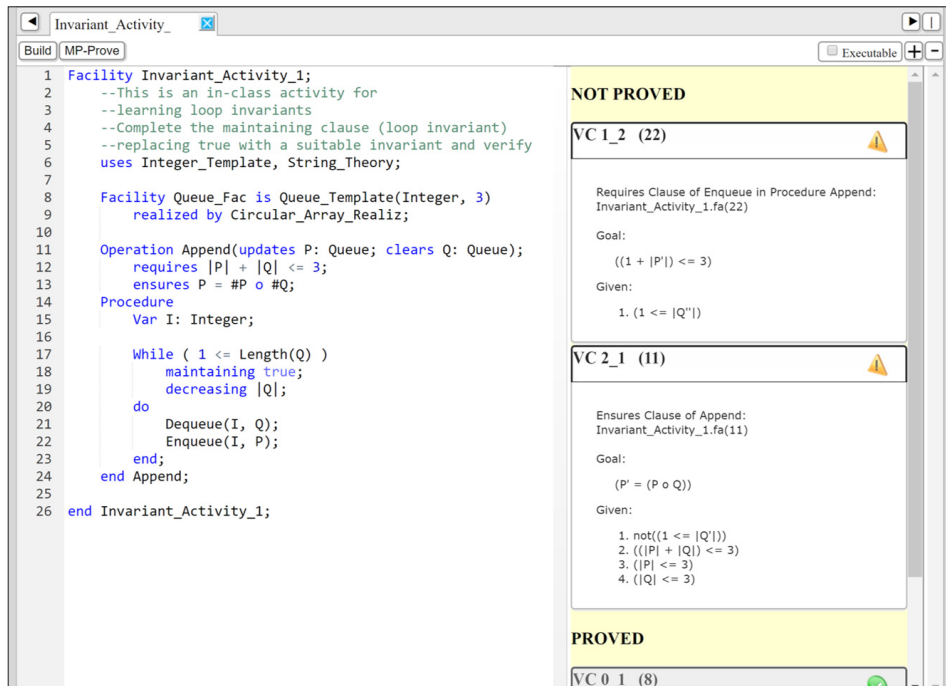 Invariant_Activity_
Build MP-Prove Executable
1 Facility Invariant_Activity_1;
2 --This is an in-class activity for
3 --learning loop invariants
4 --Complete the maintaining clause (loop invariant)
5 --replacing true with a suitable invariant and verify
6 uses Integer_Template, String_Theory;
7
8 Facility Queue_Fac is Queue_Template(Integer, 3)
9 realized by Circular_Array_Realiz;
10
11 Operation Append(updates P: Queue; clears Q: Queue);
12 requires |P| + |Q| <= 3;
13 ensures P = #P o #Q;
14 Procedure
15 Var I: Integer;
16
17 While ( 1 <= Length(Q) )
18 maintaining true;
19 decreasing |Q|;
20 do
21 Dequeue(I, Q);
22 Enqueue(I, P);
23 end;
24 end Append;
25
26 end Invariant_Activity_1;
NOT PROVED
VC 1_2 (22)
Requires Clause of Enqueue in Procedure Append:
Invariant_Activity_1.fa(22)
Goal:
((1 + |P'|) <= 3)
Given:
1. (1 <= |Q''|)
VC 2_1 (11)
Ensures Clause of Append:
Invariant_Activity_1.fa(11)
Goal:
(P' = (P o Q))
Given:
1. not((1 <= |Q'|))
2. ((|P| + |Q|) <= 3)
3. (|P| <= 3)
4. (|Q| <= 3)
PROVED
VC 0_1 (8)